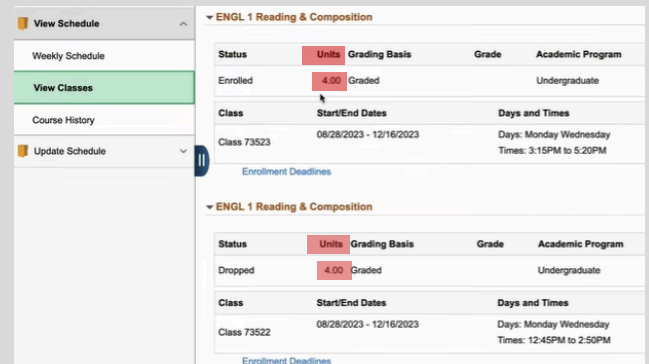 View Schedule
Weekly Schedule
View Classes
Course History
Update Schedule
ENGL 1 Reading & Composition
Status Units Grading Basis Grade Academic Program
Enrolled 4.00 Graded Undergraduate
Class Start/End Dates Days and Times
Class 73523 08/28/2023 - 12/16/2023 Days: Monday Wednesday
Times: 3:15PM to 5:20PM
Enrollment Deadlines
ENGL 1 Reading & Composition
Status Units Grading Basis Grade Academic Program
Dropped 4.00 Graded Undergraduate
Class Start/End Dates Days and Times
Class 73522 08/28/2023 - 12/16/2023 Days: Monday Wednesday
Times: 12:45PM to 2:50PM
Enrollment Deadlines